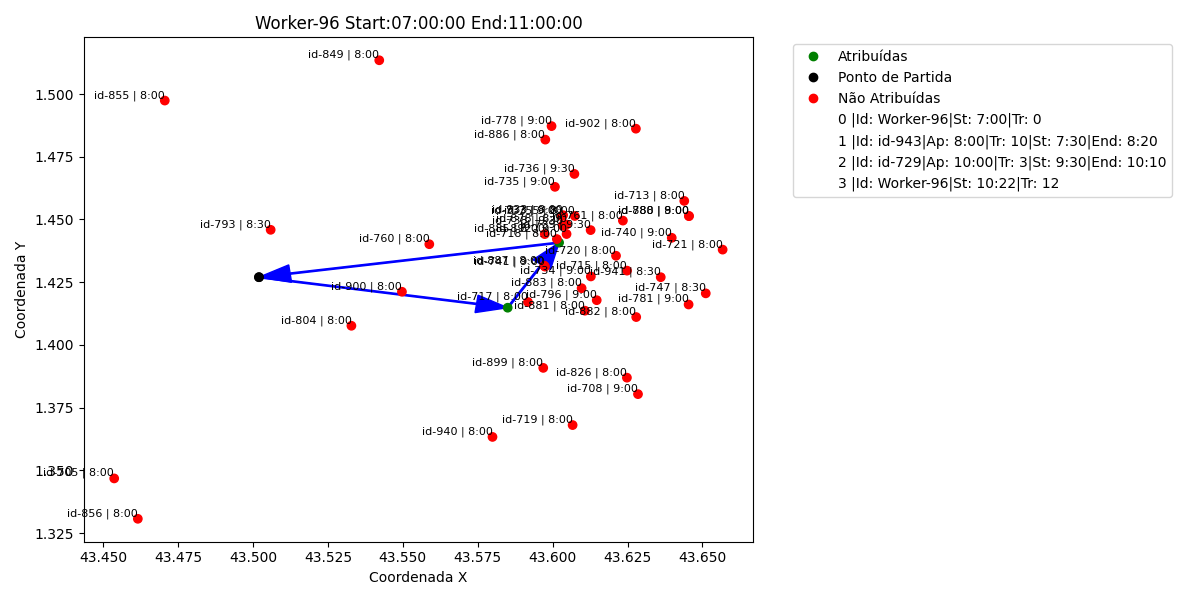 Worker-96 Start:07:00:00 End:11:00:00
id-849 | 8:00
id-855 | 8:00
id-778 | 9:00
id-902 | 8:00
id-886 | 8:00
id-736 | 9:30
id-735 | 9:00
id-713 | 8:00
id-793 | 8:30
id-740 | 9:00
id-760 | 8:00
id-721 | 8:00
id-720 | 8:00
id-715 | 8:00
id-941 | 8:30
id-883 | 8:00
id-900 | 8:00
id-747 | 8:30
id-717 | 8:00
id-796 | 9:00
id-781 | 9:00
id-881 | 8:00
id-882 | 8:00
id-804 | 8:00
id-899 | 8:00
id-826 | 8:00
id-708 | 9:00
id-719 | 8:00
id-940 | 8:00
id-856 | 8:00
1.500
1.475
1.450
1.425
1.400
1.375
1.350
1.325
Coordenada Y
43.450 43.475 43.500 43.525 43.550 43.575 43.600 43.625 43.650
Coordenada X
Atribuídas
Ponto de Partida
Não Atribuídas
0 |Id: Worker-96|St: 7:00|Tr: 0
1 |Id: id-943|Ap: 8:00|Tr: 10|St: 7:30|End: 8:20
2 |Id: id-729|Ap: 10:00|Tr: 3|St: 9:30|End: 10:10
3 |Id: Worker-96|St: 10:22|Tr: 12